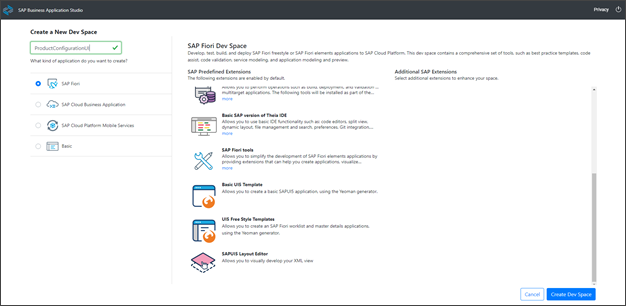 SAP Business Application Studio
Privacy
Create a New Dev Space
ProductConfigurationUI
What kind of application do you want to create?
SAP Fiori
SAP Cloud Business Application
SAP Cloud Platform Mobile Services
Basic
SAP Fiori Dev Space
Develop, test, build, and deploy SAP Fiori freestyle or SAP Fiori elements applications to SAP Cloud Platform. This dev space contains a comprehensive set of tools, such as best practice templates, code
assist, code validation, service modeling, and application modeling and preview.
SAP Predefined Extensions
The following extensions are enabled by default.
Additional SAP Extensions
Select additional extensions to enhance your space.
Allows you to perform operations such as build, deployment, and validation ...
multitarget applications. The following tools will be installed as part of the...
more
Basic SAP version of Theia IDE
Allows you to use basic IDE functionality such as: code editors, split view,
dynamic layout, file management and search, preferences, Git integration,...
more
SAP Fiori tools
Allows you to simplify the development of SAP Fiori elements applications by
providing extensions that can help you create applications, visualize...
more
Basic UI5 Template
Allows you to create a basic SAPUI5 application, using the Yeoman generator.
UI5 Free Style Templates
Allows you to create an SAP Fiori worklist and master details applications,
using the Yeoman generator.
SAPUI5 Layout Editor
Allows you to visually develop your XML view
Cancel
Create Dev Space